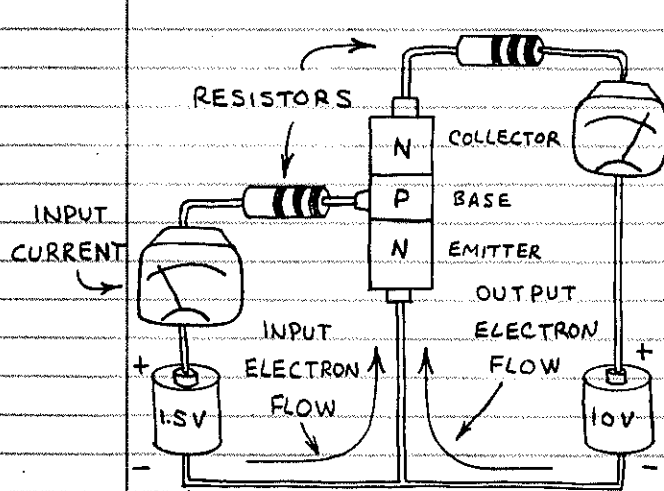 RESISTORS
N COLLECTOR
P BASE
N EMITTER
INPUT
CURRENT
INPUT
ELECTRON
FLOW
OUTPUT
ELECTRON
FLOW
+
1.5V
-
+
10V
-